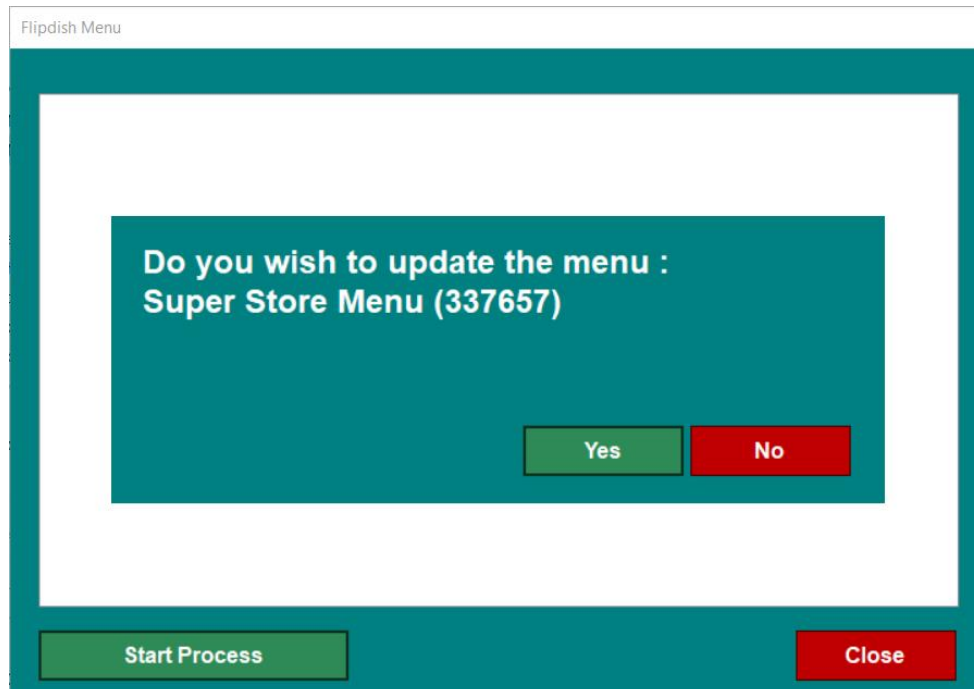 Flipdish Menu
Do you wish to update the menu :
Super Store Menu (337657)
Yes No
Start Process Close